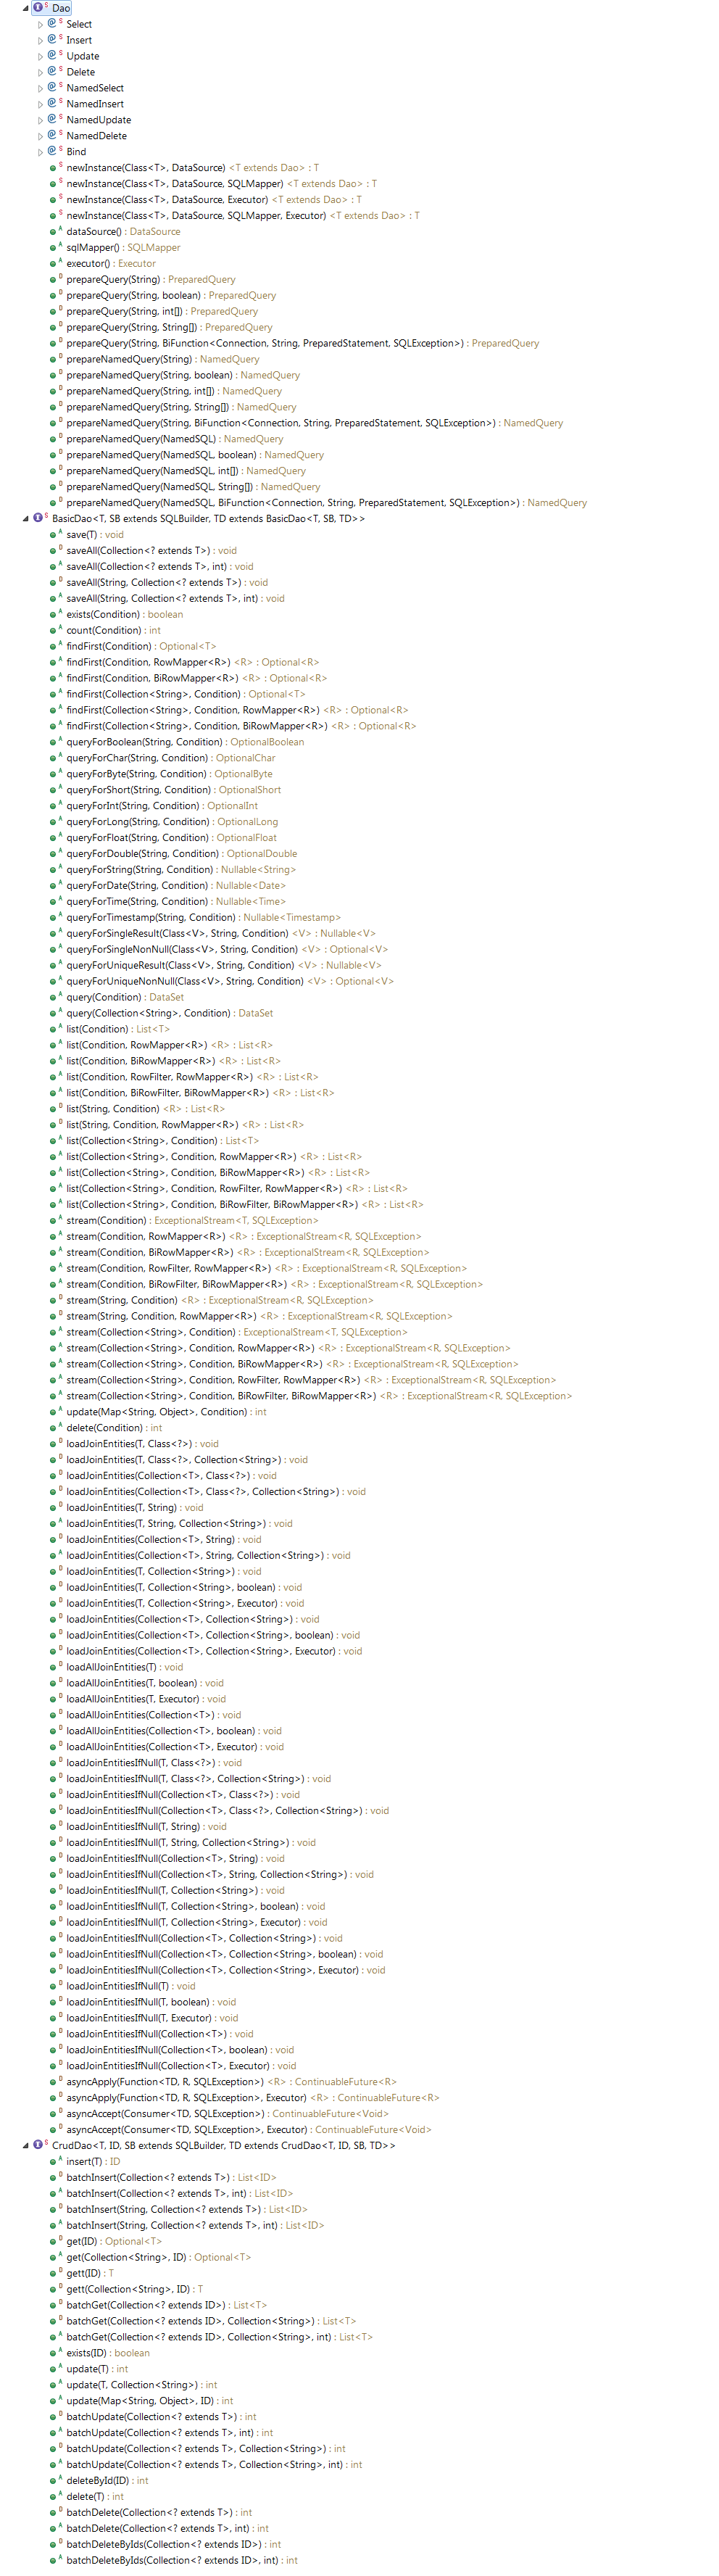 Dao
Select
Insert
Update
Delete
NamedSelect
NamedInsert
NamedUpdate
NamedDelete
Bind
newInstance(Class<T>, DataSource) <T extends Dao> : T
newInstance(Class<T>, DataSource, SQLMapper) <T extends Dao> : T
newInstance(Class<T>, DataSource, Executor) <T extends Dao> : T
newInstance(Class<T>, DataSource, SQLMapper, Executor) <T extends Dao> : T
dataSource() : DataSource
sqlMapper() : SQLMapper
executor() : Executor
prepareQuery(String) : PreparedQuery
prepareQuery(String, boolean) : PreparedQuery
prepareQuery(String, int[]) : PreparedQuery
prepareQuery(String, String[]) : PreparedQuery
prepareQuery(String, BiFunction<Connection, String, PreparedStatement, SQLException>) : PreparedQuery
prepareNamedQuery(String) : NamedQuery
prepareNamedQuery(String, boolean) : NamedQuery
prepareNamedQuery(String, int[]) : NamedQuery
prepareNamedQuery(String, String[]) : NamedQuery
prepareNamedQuery(String, BiFunction<Connection, String, PreparedStatement, SQLException>) : NamedQuery
prepareNamedQuery(NamedSQL) : NamedQuery
prepareNamedQuery(NamedSQL, boolean) : NamedQuery
prepareNamedQuery(NamedSQL, int[]) : NamedQuery
prepareNamedQuery(NamedSQL, String[]) : NamedQuery
prepareNamedQuery(NamedSQL, BiFunction<Connection, String, PreparedStatement, SQLException>) : NamedQuery
BasicDao<T, SB extends SQLBuilder, TD extends BasicDao<T, SB, TD>>
save(T) : void
saveAll(Collection<? extends T>) : void
saveAll(Collection<? extends T>, int) : void
saveAll(String, Collection<? extends T>) : void
saveAll(String, Collection<? extends T>, int) : void
exists(Condition) : boolean
count(Condition) : int
findFirst(Condition) : Optional<T>
findFirst(Condition, RowMapper<R>) <R> : Optional<R>
findFirst(Condition, BiRowMapper<R>) <R> : Optional<R>
findFirst(Collection<String>, Condition) : Optional<T>
findFirst(Collection<String>, Condition, RowMapper<R>) <R> : Optional<R>
findFirst(Collection<String>, Condition, BiRowMapper<R>) <R> : Optional<R>
queryForBoolean(String, Condition) : OptionalBoolean
queryForChar(String, Condition) : OptionalChar
queryForByte(String, Condition) : OptionalByte
queryForShort(String, Condition) : OptionalShort
queryForInt(String, Condition) : OptionalInt
queryForLong(String, Condition) : OptionalLong
queryForFloat(String, Condition) : OptionalFloat
queryForDouble(String, Condition) : OptionalDouble
queryForString(String, Condition) : Nullable<String>
queryForDate(String, Condition) : Nullable<Date>
queryForTime(String, Condition) : Nullable<Time>
queryForTimestamp(String, Condition) : Nullable<Timestamp>
queryForSingleResult(Class<V>, String, Condition) <V> : Nullable<V>
queryForSingleNonNull(Class<V>, String, Condition) <V> : Optional<V>
queryForUniqueResult(Class<V>, String, Condition) <V> : Nullable<V>
queryForUniqueNonNull(Class<V>, String, Condition) <V> : Optional<V>
query(Condition) : DataSet
query(Collection<String>, Condition) : DataSet
list(Condition) : List<T>
list(Condition, RowMapper<R>) <R> : List<R>
list(Condition, BiRowMapper<R>) <R> : List<R>
list(Condition, RowFilter, RowMapper<R>) <R> : List<R>
list(Condition, BiRowFilter, BiRowMapper<R>) <R> : List<R>
list(String, Condition) <R> : List<R>
list(String, Condition, RowMapper<R>) <R> : List<R>
list(Collection<String>, Condition) : List<T>
list(Collection<String>, Condition, RowMapper<R>) <R> : List<R>
list(Collection<String>, Condition, BiRowMapper<R>) <R> : List<R>
list(Collection<String>, Condition, RowFilter, RowMapper<R>) <R> : List<R>
list(Collection<String>, Condition, BiRowFilter, BiRowMapper<R>) <R> : List<R>
stream(Condition) : ExceptionalStream<T, SQLException>
stream(Condition, RowMapper<R>) <R> : ExceptionalStream<R, SQLException>
stream(Condition, BiRowMapper<R>) <R> : ExceptionalStream<R, SQLException>
stream(Condition, RowFilter, RowMapper<R>) <R> : ExceptionalStream<R, SQLException>
stream(Condition, BiRowFilter, BiRowMapper<R>) <R> : ExceptionalStream<R, SQLException>
stream(String, Condition) <R> : ExceptionalStream<R, SQLException>
stream(String, Condition, RowMapper<R>) <R> : ExceptionalStream<R, SQLException>
stream(Collection<String>, Condition) : ExceptionalStream<T, SQLException>
stream(Collection<String>, Condition, RowMapper<R>) <R> : ExceptionalStream<R, SQLException>
stream(Collection<String>, Condition, BiRowMapper<R>) <R> : ExceptionalStream<R, SQLException>
stream(Collection<String>, Condition, RowFilter, RowMapper<R>) <R> : ExceptionalStream<R, SQLException>
stream(Collection<String>, Condition, BiRowFilter, BiRowMapper<R>) <R> : ExceptionalStream<R, SQLException>
update(Map<String, Object>, Condition) : int
delete(Condition) : int
loadJoinEntities(T, Class<?>) : void
loadJoinEntities(T, Class<?>, Collection<String>) : void
loadJoinEntities(Collection<T>, Class<?>) : void
loadJoinEntities(Collection<T>, Class<?>, Collection<String>) : void
loadJoinEntities(T, String) : void
loadJoinEntities(T, String, Collection<String>) : void
loadJoinEntities(Collection<T>, String) : void
loadJoinEntities(Collection<T>, String, Collection<String>) : void
loadJoinEntities(T, Collection<String>) : void
loadJoinEntities(T, Collection<String>, boolean) : void
loadJoinEntities(T, Collection<String>, Executor) : void
loadJoinEntities(Collection<T>, Collection<String>) : void
loadJoinEntities(Collection<T>, Collection<String>, boolean) : void
loadJoinEntities(Collection<T>, Collection<String>, Executor) : void
loadAllJoinEntities(T) : void
loadAllJoinEntities(T, boolean) : void
loadAllJoinEntities(T, Executor) : void
loadAllJoinEntities(Collection<T>) : void
loadAllJoinEntities(Collection<T>, boolean) : void
loadAllJoinEntities(Collection<T>, Executor) : void
loadJoinEntitiesIfNull(T, Class<?>) : void
loadJoinEntitiesIfNull(T, Class<?>, Collection<String>) : void
loadJoinEntitiesIfNull(Collection<T>, Class<?>) : void
loadJoinEntitiesIfNull(Collection<T>, Class<?>, Collection<String>) : void
loadJoinEntitiesIfNull(T, String) : void
loadJoinEntitiesIfNull(T, String, Collection<String>) : void
loadJoinEntitiesIfNull(Collection<T>, String) : void
loadJoinEntitiesIfNull(Collection<T>, String, Collection<String>) : void
loadJoinEntitiesIfNull(T, Collection<String>) : void
loadJoinEntitiesIfNull(T, Collection<String>, boolean) : void
loadJoinEntitiesIfNull(T, Collection<String>, Executor) : void
loadJoinEntitiesIfNull(Collection<T>, Collection<String>) : void
loadJoinEntitiesIfNull(Collection<T>, Collection<String>, boolean) : void
loadJoinEntitiesIfNull(Collection<T>, Collection<String>, Executor) : void
loadJoinEntitiesIfNull(T) : void
loadJoinEntitiesIfNull(T, boolean) : void
loadJoinEntitiesIfNull(T, Executor) : void
loadJoinEntitiesIfNull(Collection<T>) : void
loadJoinEntitiesIfNull(Collection<T>, boolean) : void
loadJoinEntitiesIfNull(Collection<T>, Executor) : void
asyncApply(Function<TD, R, SQLException>) <R> : ContinuableFuture<R>
asyncApply(Function<TD, R, SQLException>, Executor) <R> : ContinuableFuture<R>
asyncAccept(Consumer<TD, SQLException>) : ContinuableFuture<Void>
asyncAccept(Consumer<TD, SQLException>, Executor) : ContinuableFuture<Void>
CrudDao<T, ID, SB extends SQLBuilder, TD extends CrudDao<T, ID, SB, TD>>
insert(T) : ID
batchInsert(Collection<? extends T>) : List<ID>
batchInsert(Collection<? extends T>, int) : List<ID>
batchInsert(String, Collection<? extends T>) : List<ID>
batchInsert(String, Collection<? extends T>, int) : List<ID>
get(ID) : Optional<T>
get(Collection<String>, ID) : Optional<T>
gett(ID) : T
gett(Collection<String>, ID) : T
batchGet(Collection<? extends ID>) : List<T>
batchGet(Collection<? extends ID>, Collection<String>) : List<T>
batchGet(Collection<? extends ID>, Collection<String>, int) : List<T>
exists(ID) : boolean
update(T) : int
update(T, Collection<String>) : int
update(Map<String, Object>, ID) : int
batchUpdate(Collection<? extends T>) : int
batchUpdate(Collection<? extends T>, int) : int
batchUpdate(Collection<? extends T>, Collection<String>) : int
batchUpdate(Collection<? extends T>, Collection<String>, int) : int
deleteById(ID) : int
delete(T) : int
batchDelete(Collection<? extends T>) : int
batchDelete(Collection<? extends T>, int) : int
batchDeleteByIds(Collection<? extends ID>) : int
batchDeleteByIds(Collection<? extends ID>, int) : int